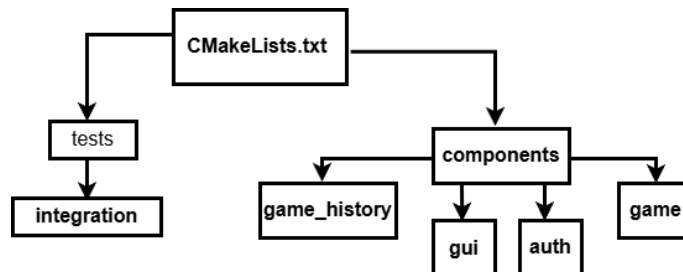 CMakeLists.txt
tests
components
integration
game_history
game
gui
auth